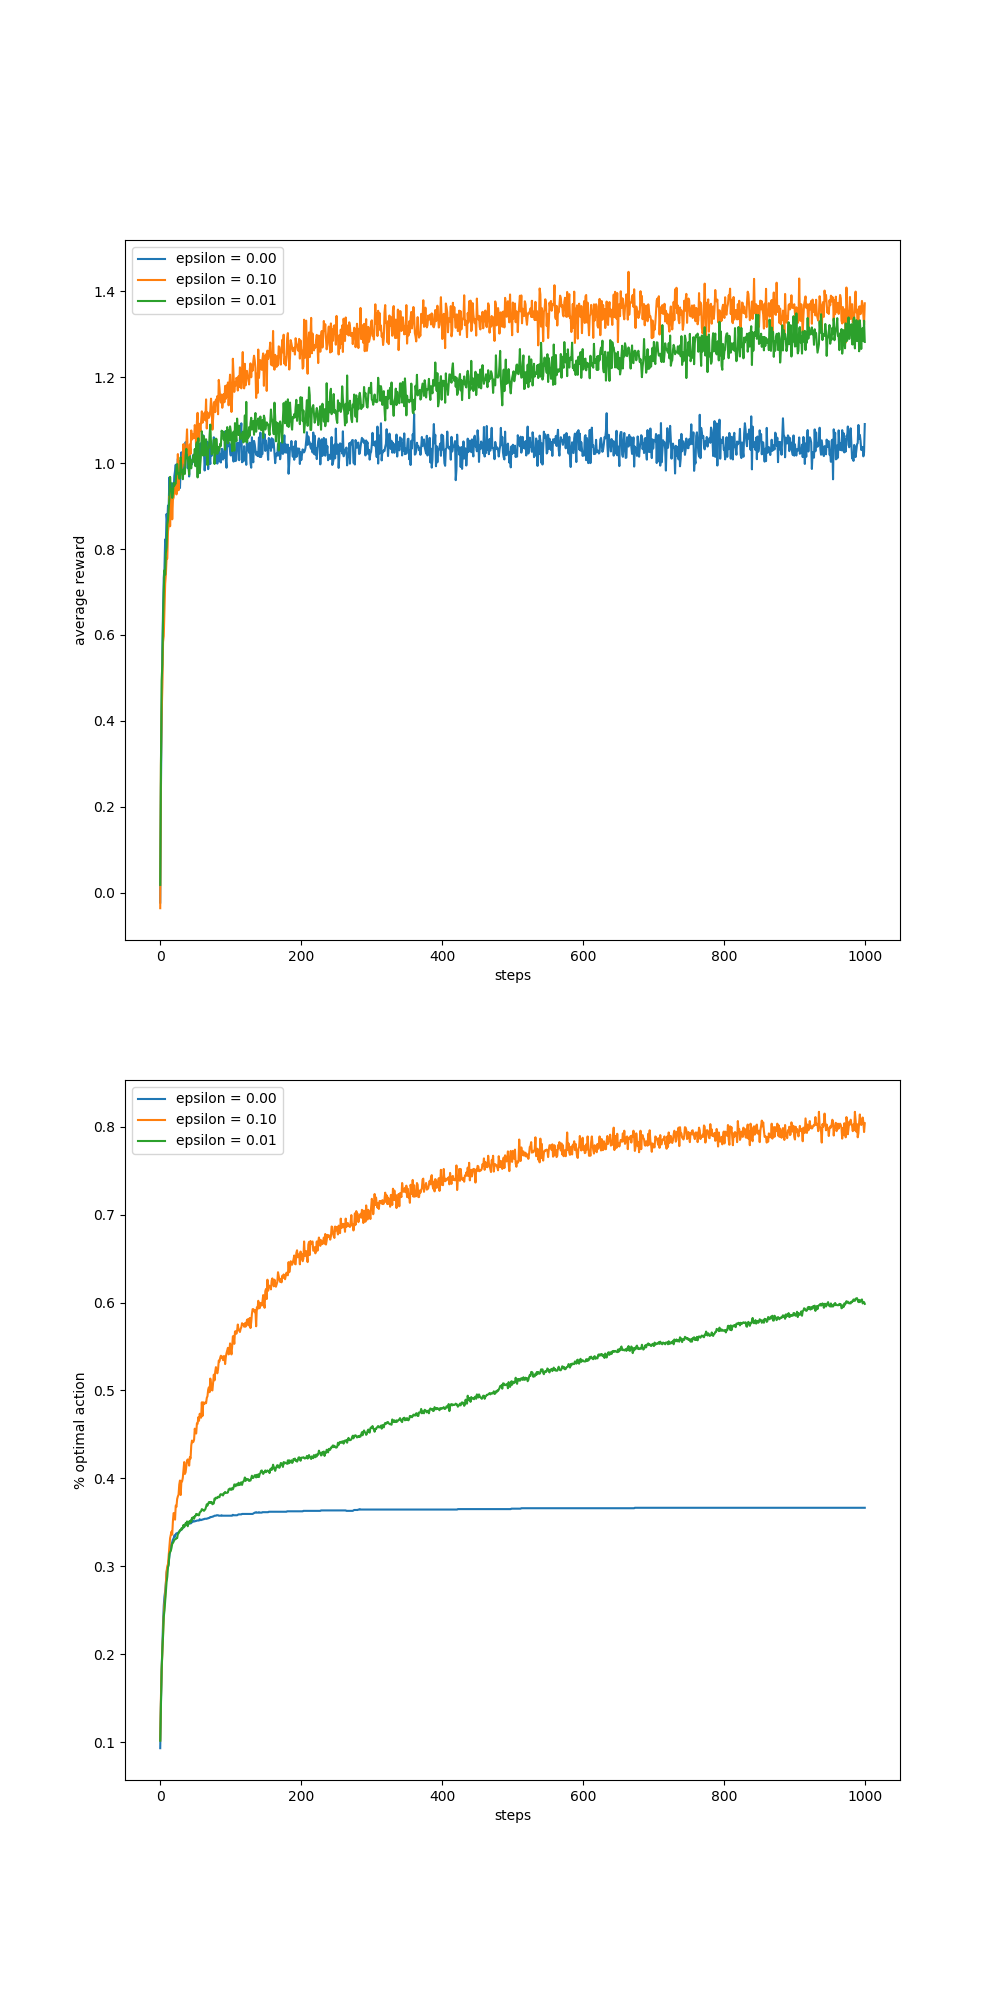 epsilon = 0.00
epsilon = 0.10
epsilon = 0.01
1.4
1.2
1.0
0.8
0.6
0.4
0.2
0.0
average reward
0 200 400 600 800 1000
steps
epsilon = 0.00
epsilon = 0.10
epsilon = 0.01
0.8
0.7
0.6
0.5
0.4
0.3
0.2
0.1
% optimal action
0 200 400 600 800 1000
steps